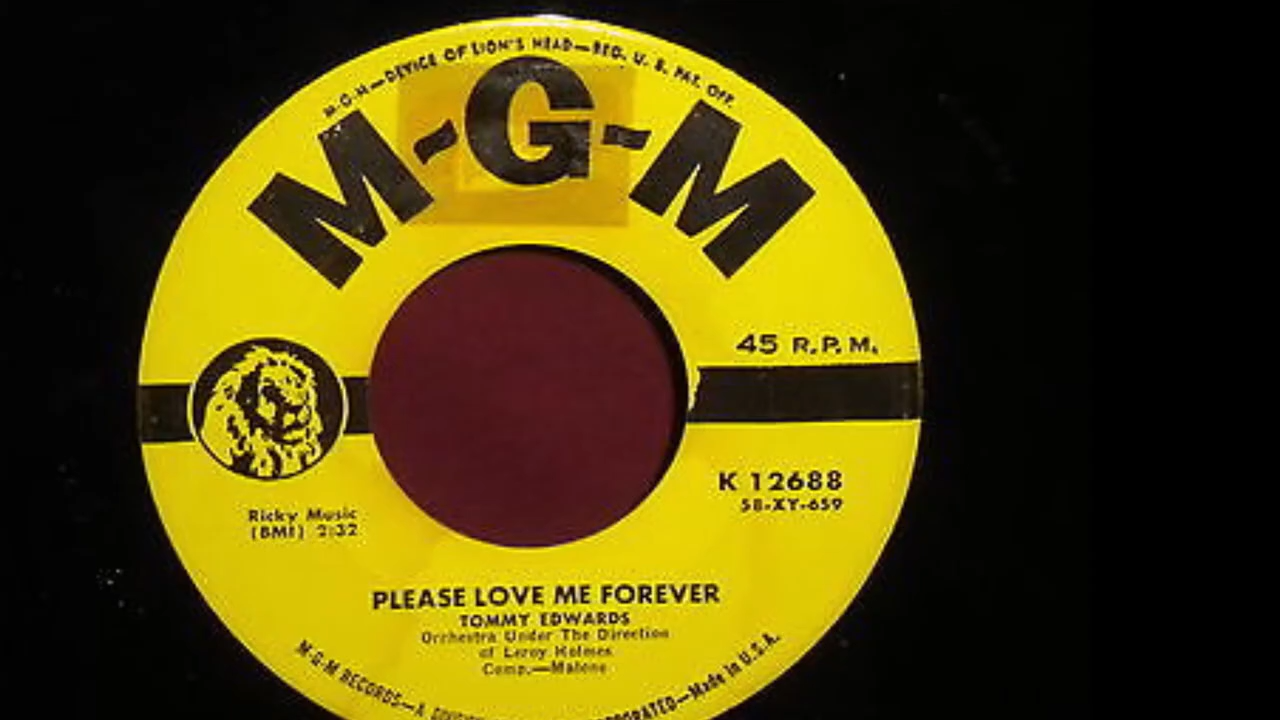 M-G-M—DEVICE OF LION'S HEAD—REG. U. S. PAT. OFF.
M-G-M
45 R.P.M.
K 12688
58-XY-659
Ricky Music
(BMI) 2:32
PLEASE LOVE ME FOREVER
TOMMY EDWARDS
Orchestra Under The Direction
of Leroy Holmes
Comp.—Malone
M-G-M RECORDS—A
—Made in U.S.A.